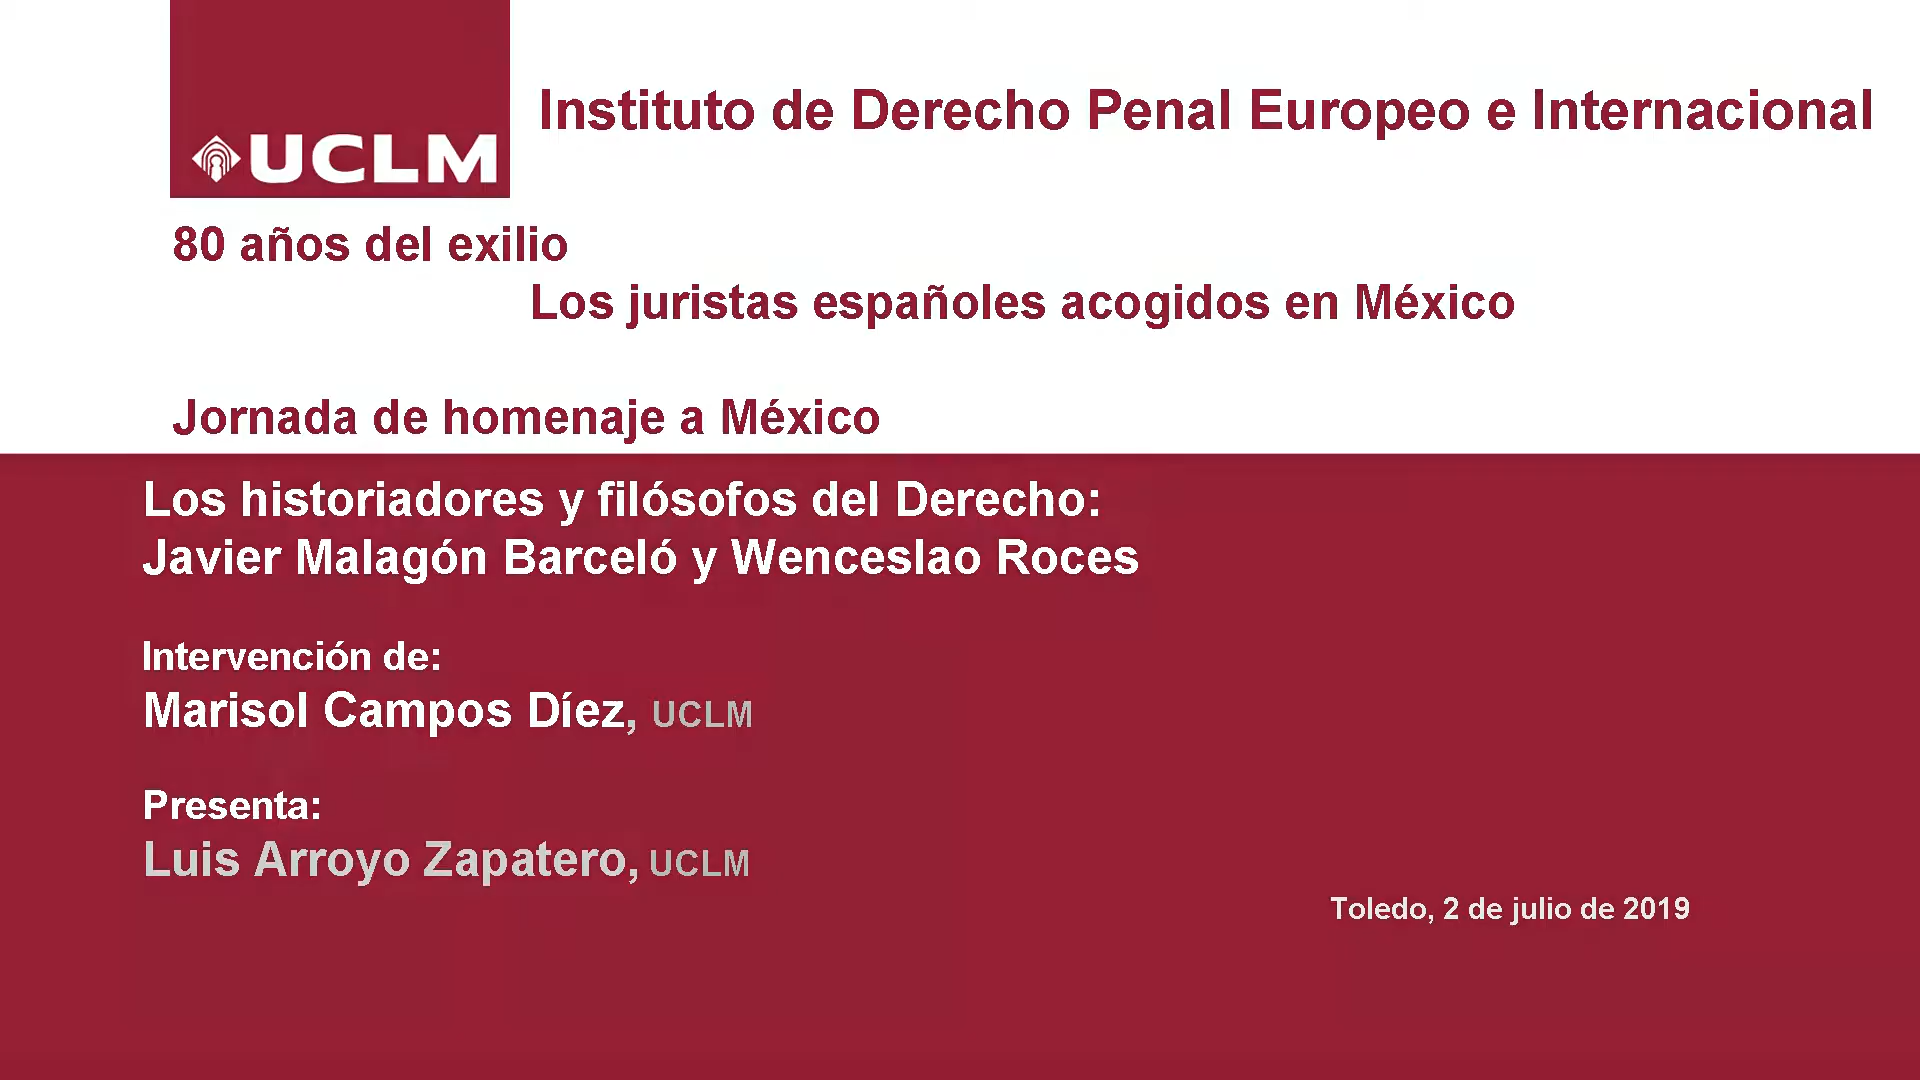 UCLM
Instituto de Derecho Penal Europeo e Internacional
80 años del exilio
Los juristas españoles acogidos en México
Jornada de homenaje a México
Los historiadores y filósofos del Derecho:
Javier Malagón Barceló y Wenceslao Roces
Intervención de:
Marisol Campos Díez, UCLM
Presenta:
Luis Arroyo Zapatero, UCLM
Toledo, 2 de julio de 2019